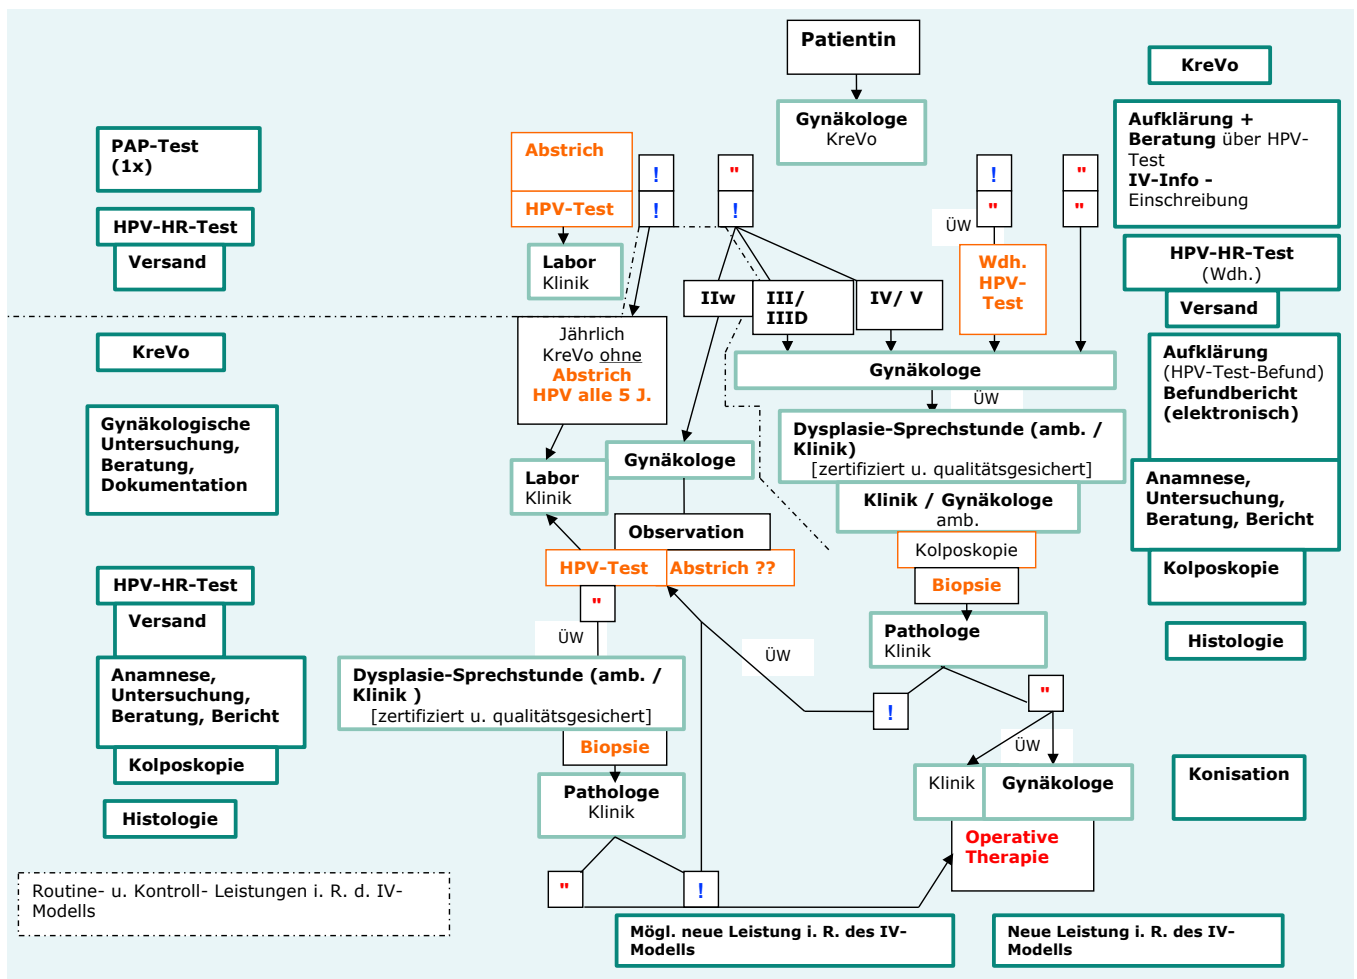 Patientin
KreVo
Gynäkologe
KreVo
Aufklärung +
Beratung über HPV-
Test
IV-Info -
Einschreibung
PAP-Test
(1x)
Abstrich
HPV-Test
!
!
"
!
!
"
"
"
ÜW
HPV-HR-Test
Versand
Labor
Klinik
Wdh.
HPV-
Test
HPV-HR-Test
(Wdh.)
Versand
IIw
III/
IIID
IV/ V
KreVo
Jährlich
KreVo ohne
Abstrich
HPV alle 5 J.
Gynäkologe
ÜW
Aufklärung
(HPV-Test-Befund)
Befundbericht
(elektronisch)
Gynäkologische
Untersuchung,
Beratung,
Dokumentation
Labor
Klinik
Gynäkologe
Dysplasie-Sprechstunde (amb. /
Klinik)
[zertifiziert u. qualitätsgesichert]
Klinik / Gynäkologe
amb.
Anamnese,
Untersuchung,
Beratung, Bericht
Observation
HPV-Test
Abstrich ??
Kolposkopie
Biopsie
Kolposkopie
HPV-HR-Test
Versand
"
ÜW
ÜW
Pathologe
Klinik
Histologie
Anamnese,
Untersuchung,
Beratung, Bericht
Dysplasie-Sprechstunde (amb. /
Klinik )
[zertifiziert u. qualitätsgesichert]
!
"
ÜW
Kolposkopie
Biopsie
Klinik
Gynäkologe
Konisation
Histologie
Pathologe
Klinik
Operative
Therapie
"
!
Routine- u. Kontroll- Leistungen i. R. d. IV-
Modells
Mögl. neue Leistung i. R. des IV-
Modells
Neue Leistung i. R. des IV-
Modells